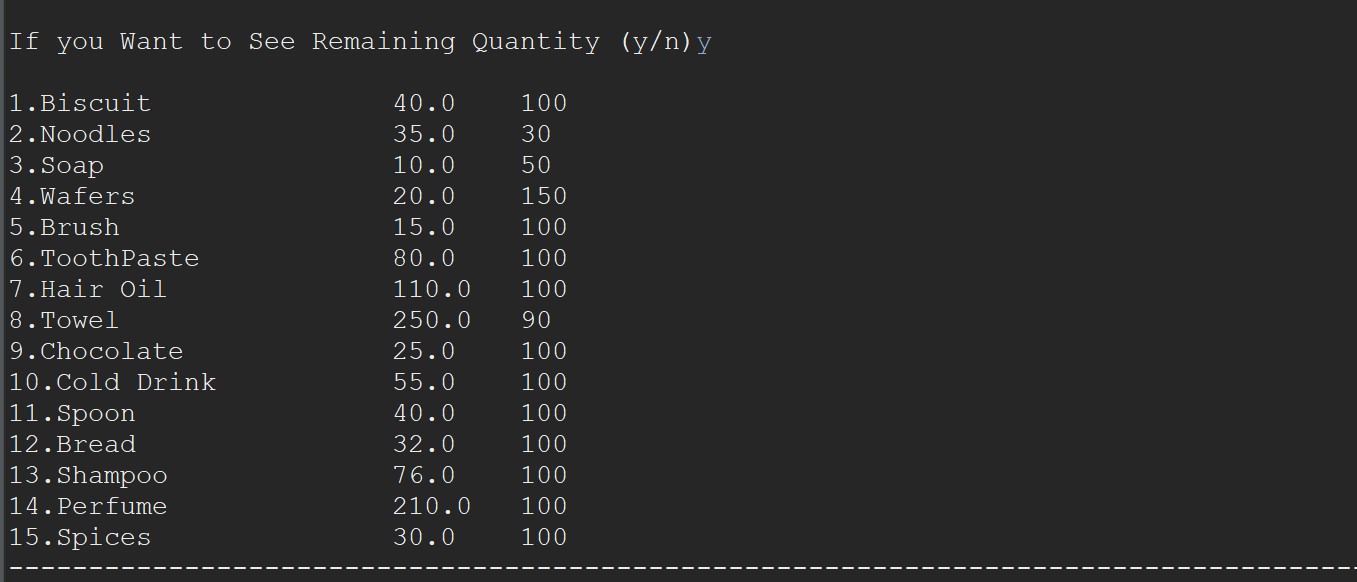 If you Want to See Remaining Quantity (y/n)y
1.Biscuit 40.0 100
2.Noodles 35.0 30
3.Soap 10.0 50
4.Wafers 20.0 150
5.Brush 15.0 100
6.ToothPaste 80.0 100
7.Hair Oil 110.0 100
8.Towel 250.0 90
9.Chocolate 25.0 100
10.Cold Drink 55.0 100
11.Spoon 40.0 100
12.Bread 32.0 100
13.Shampoo 76.0 100
14.Perfume 210.0 100
15.Spices 30.0 100
-------------------------------------------------------------------------------------